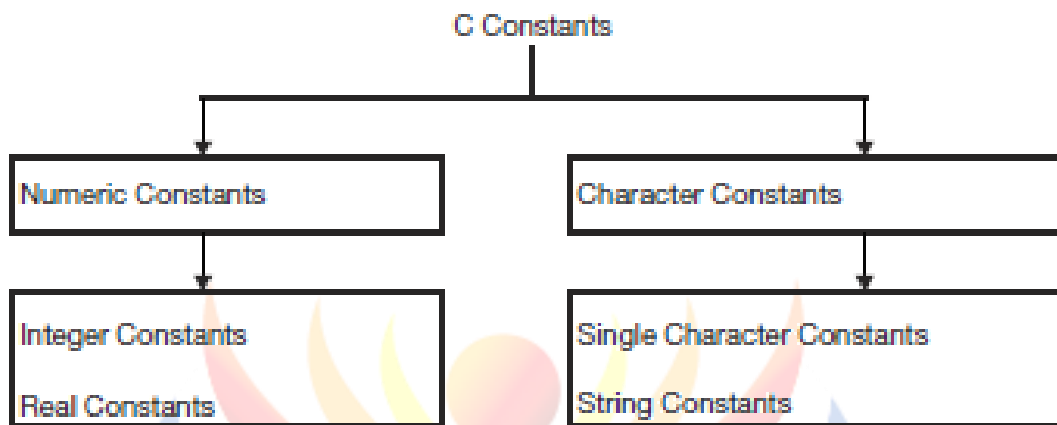 C Constants
Numeric Constants
Character Constants
Integer Constants
Real Constants
Single Character Constants
String Constants